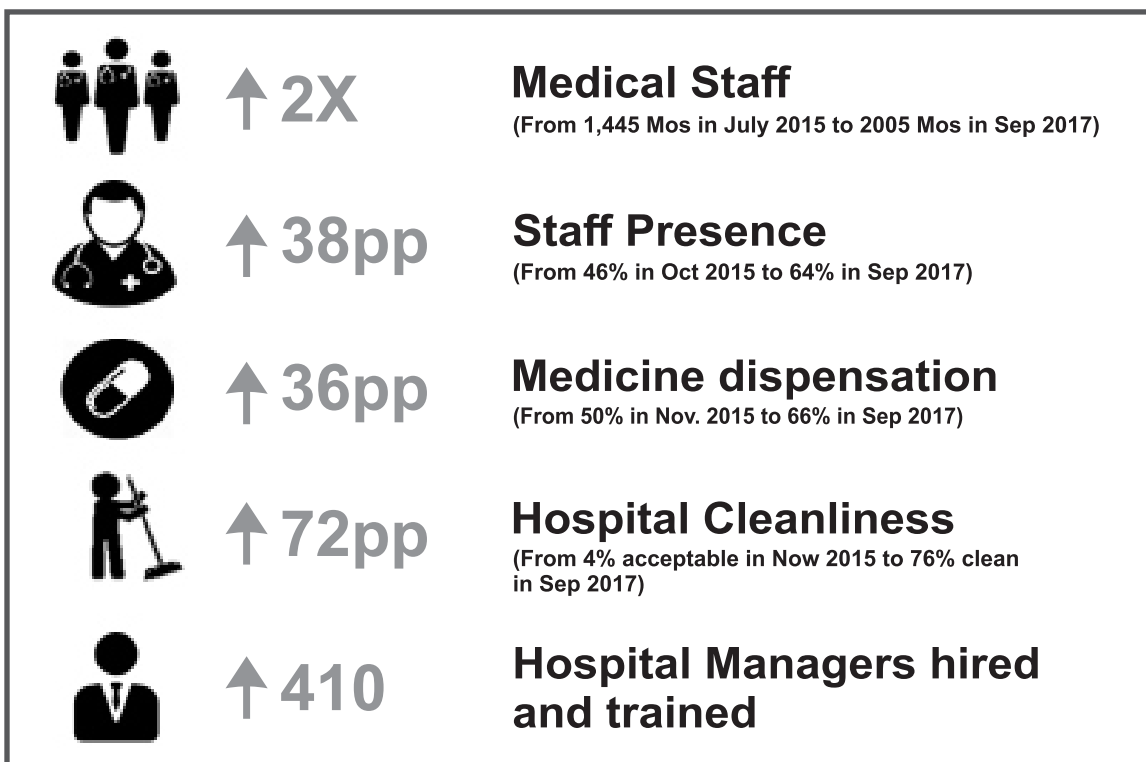 2X
Medical Staff
(From 1,445 Mos in July 2015 to 2005 Mos in Sep 2017)
38pp
Staff Presence
(From 46% in Oct 2015 to 64% in Sep 2017)
36pp
Medicine dispensation
(From 50% in Nov. 2015 to 66% in Sep 2017)
72pp
Hospital Cleanliness
(From 4% acceptable in Now 2015 to 76% clean
in Sep 2017)
410
Hospital Managers hired
and trained